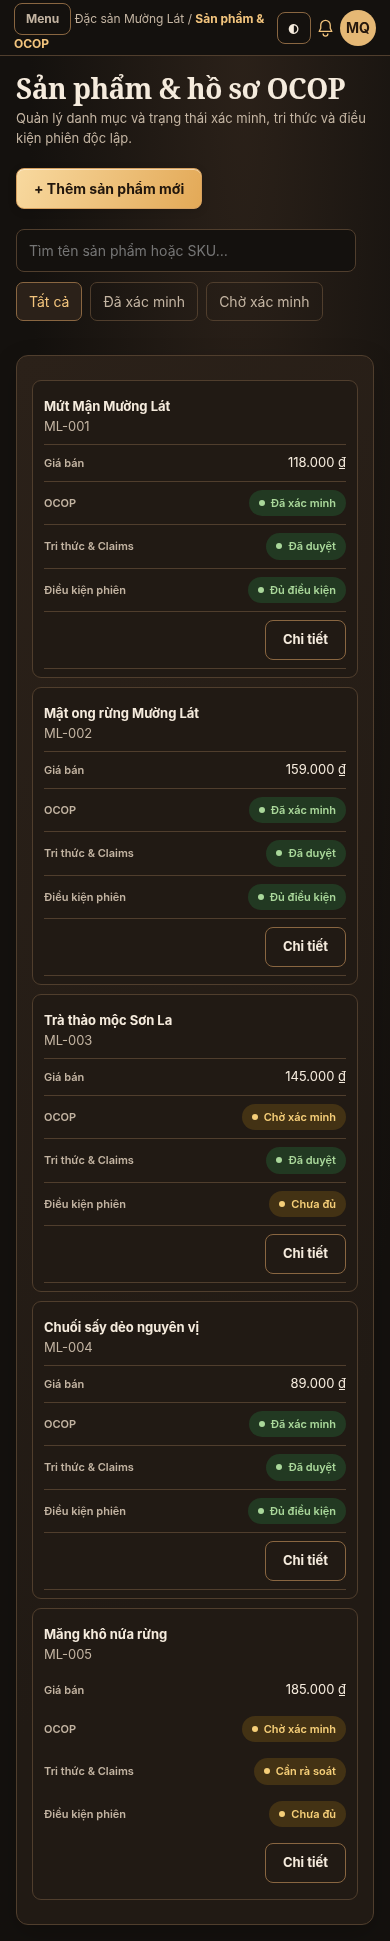 Menu Đặc sản Mường Lát / Sản phẩm &
OCOP
MQ
Sản phẩm & hồ sơ OCOP
Quản lý danh mục và trạng thái xác minh, tri thức và điều
kiện phiên độc lập.
+ Thêm sản phẩm mới
Tìm tên sản phẩm hoặc SKU...
Tất cả
Đã xác minh
Chờ xác minh
Mứt Mận Mường Lát
ML-001
Giá bán 118.000 ₫
OCOP Đã xác minh
Tri thức & Claims Đã duyệt
Điều kiện phiên Đủ điều kiện
Chi tiết
Mật ong rừng Mường Lát
ML-002
Giá bán 159.000 ₫
OCOP Đã xác minh
Tri thức & Claims Đã duyệt
Điều kiện phiên Đủ điều kiện
Chi tiết
Trà thảo mộc Sơn La
ML-003
Giá bán 145.000 ₫
OCOP Chờ xác minh
Tri thức & Claims Đã duyệt
Điều kiện phiên Chưa đủ
Chi tiết
Chuối sấy dẻo nguyên vị
ML-004
Giá bán 89.000 ₫
OCOP Đã xác minh
Tri thức & Claims Đã duyệt
Điều kiện phiên Đủ điều kiện
Chi tiết
Măng khô nứa rừng
ML-005
Giá bán 185.000 ₫
OCOP Chờ xác minh
Tri thức & Claims Cần rà soát
Điều kiện phiên Chưa đủ
Chi tiết